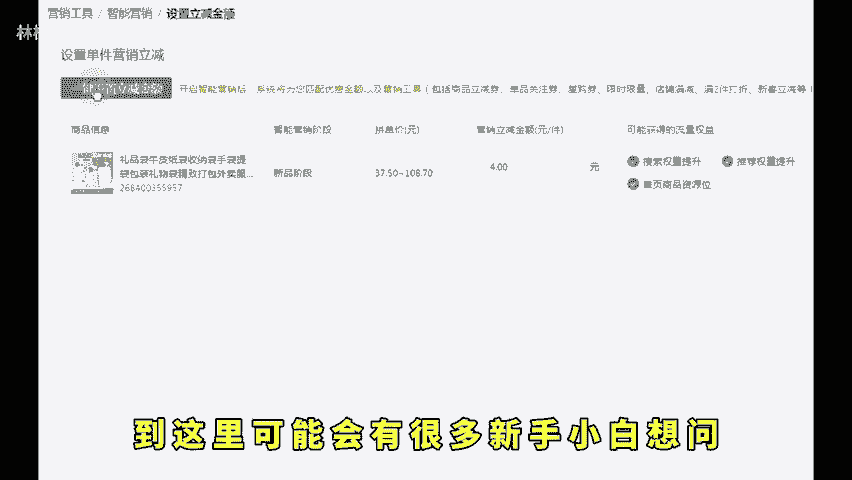 营销工具 / 智能营销 / 设置立减金额
林
设置单件营销立减
开启智能营销后，系统将为您匹配优惠金额以及营销工具（包括商品立减券、单品关注券、星购券、限时限量、店铺满减、满2件打折、新客立减等
商品信息 智能营销阶段 拼单价(元) 营销立减金额(元/件) 可能获得的流量权益
礼品袋牛皮纸袋收纳袋手袋提 新品阶段 37.50~108.70 4.00 元 搜索权重提升 推荐权重提升
袋包装礼物袋 打包外卖服...
268400355957 首页商品资源位
到这里可能会有很多新手小白想问